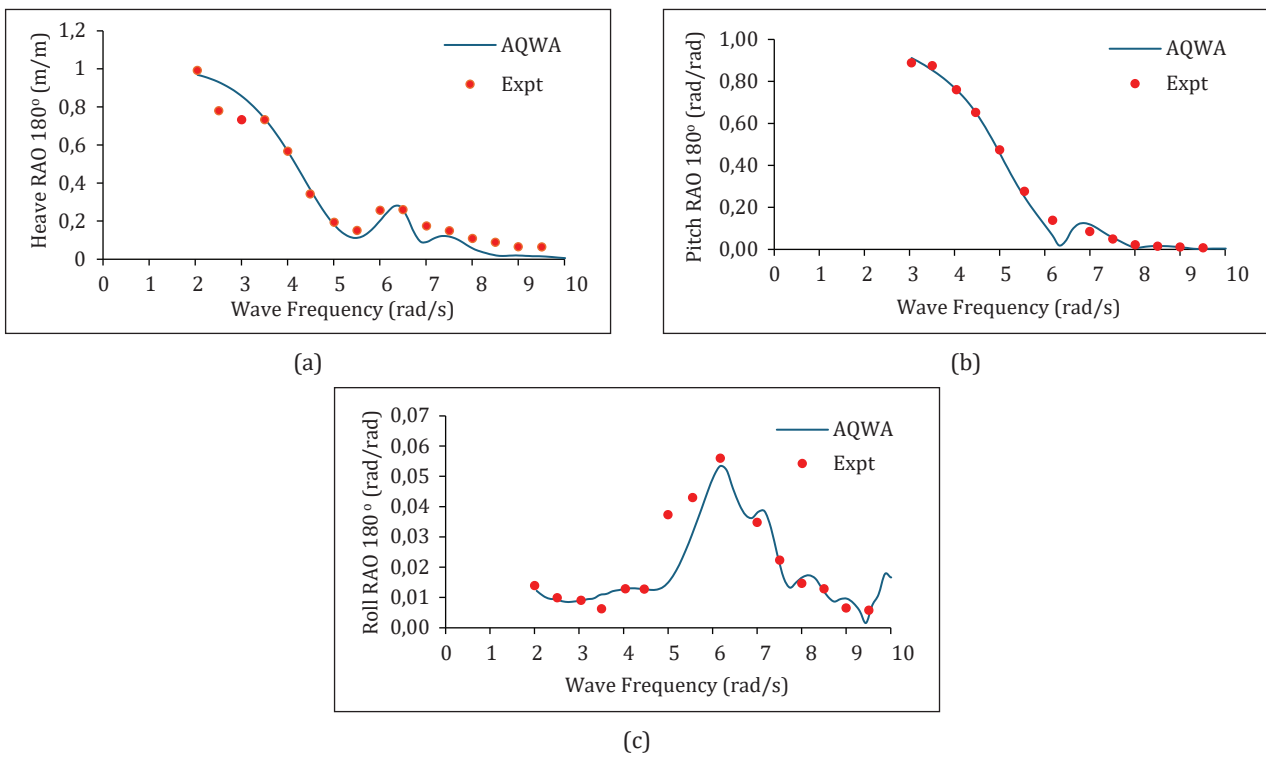 1,2
1
0,8
0,6
0,4
0,2
0
0 1 2 3 4 5 6 7 8 9 10
Heave RAO 180º (m/m)
Wave Frequency (rad/s)
AQWA
Expt
(a)
1,00
0,80
0,60
0,40
0,20
0,00
0 1 2 3 4 5 6 7 8 9 10
Pitch RAO 180º (rad/rad)
Wave Frequency (rad/s)
AQWA
Expt
(b)
0,07
0,06
0,05
0,04
0,03
0,02
0,01
0,00
0 1 2 3 4 5 6 7 8 9 10
Roll RAO 180 º (rad/rad)
Wave Frequency (rad/s)
AQWA
Expt
(c)